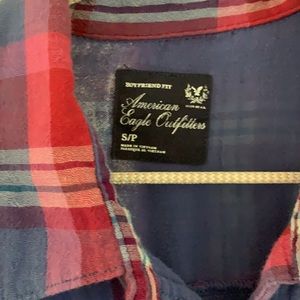 BOYFRIEND FIT
American
Eagle Outfitters
S/P
MADE IN VIETNAM
FABRIQUÉ AU VIETNAM